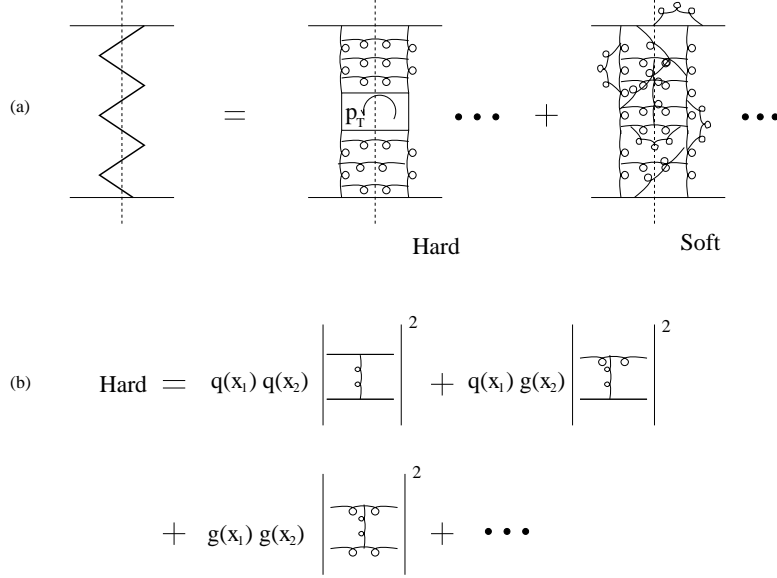 (a) = p_T • • • + • • •
Hard Soft
(b) Hard = q(x₁) q(x₂) 2 + q(x₁) g(x₂) 2
+ g(x₁) g(x₂) 2 + • • •